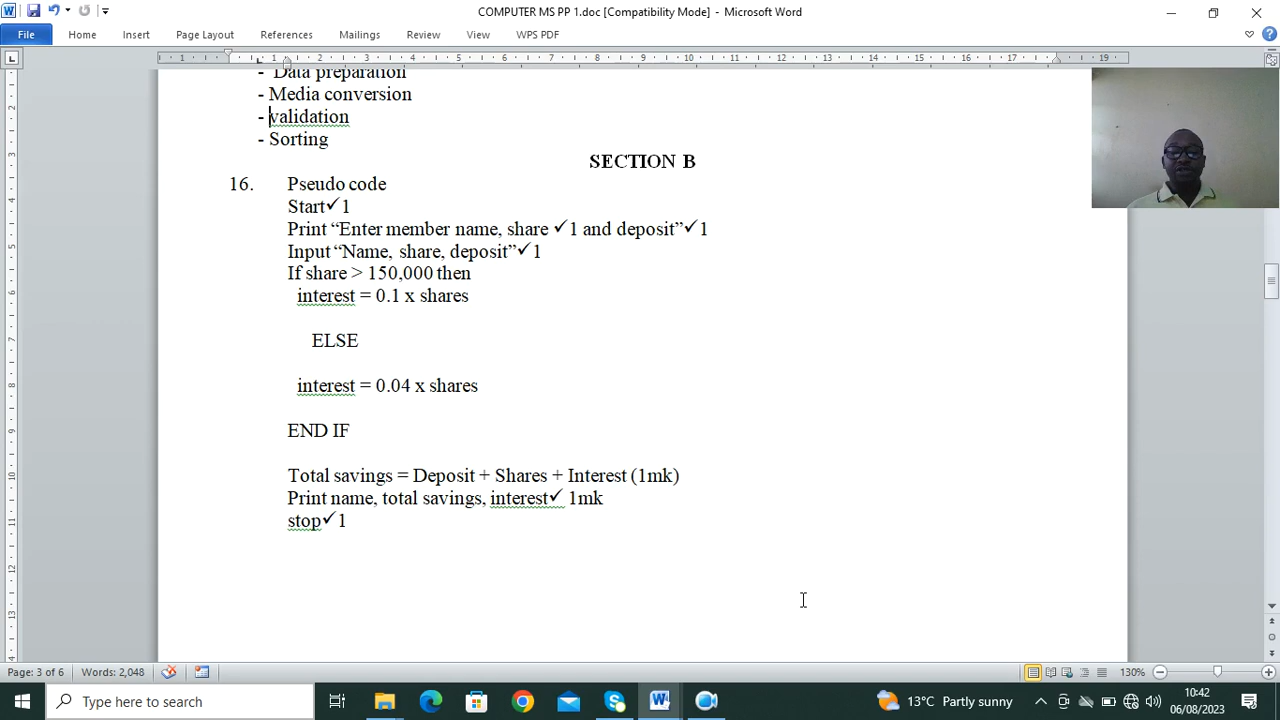 COMPUTER MS PP 1.doc [Compatibility Mode] - Microsoft Word
File Home Insert Page Layout References Mailings Review View WPS PDF
- Data preparation
- Media conversion
- validation
- Sorting
SECTION B
16. Pseudo code
Start✓1
Print “Enter member name, share ✓1 and deposit”✓1
Input “Name, share, deposit”✓1
If share > 150,000 then
interest = 0.1 x shares
ELSE
interest = 0.04 x shares
END IF
Total savings = Deposit + Shares + Interest (1mk)
Print name, total savings, interest✓ 1mk
stop✓1
Page: 3 of 6 Words: 2,048 130%
Type here to search 13°C Partly sunny 10:42
06/08/2023